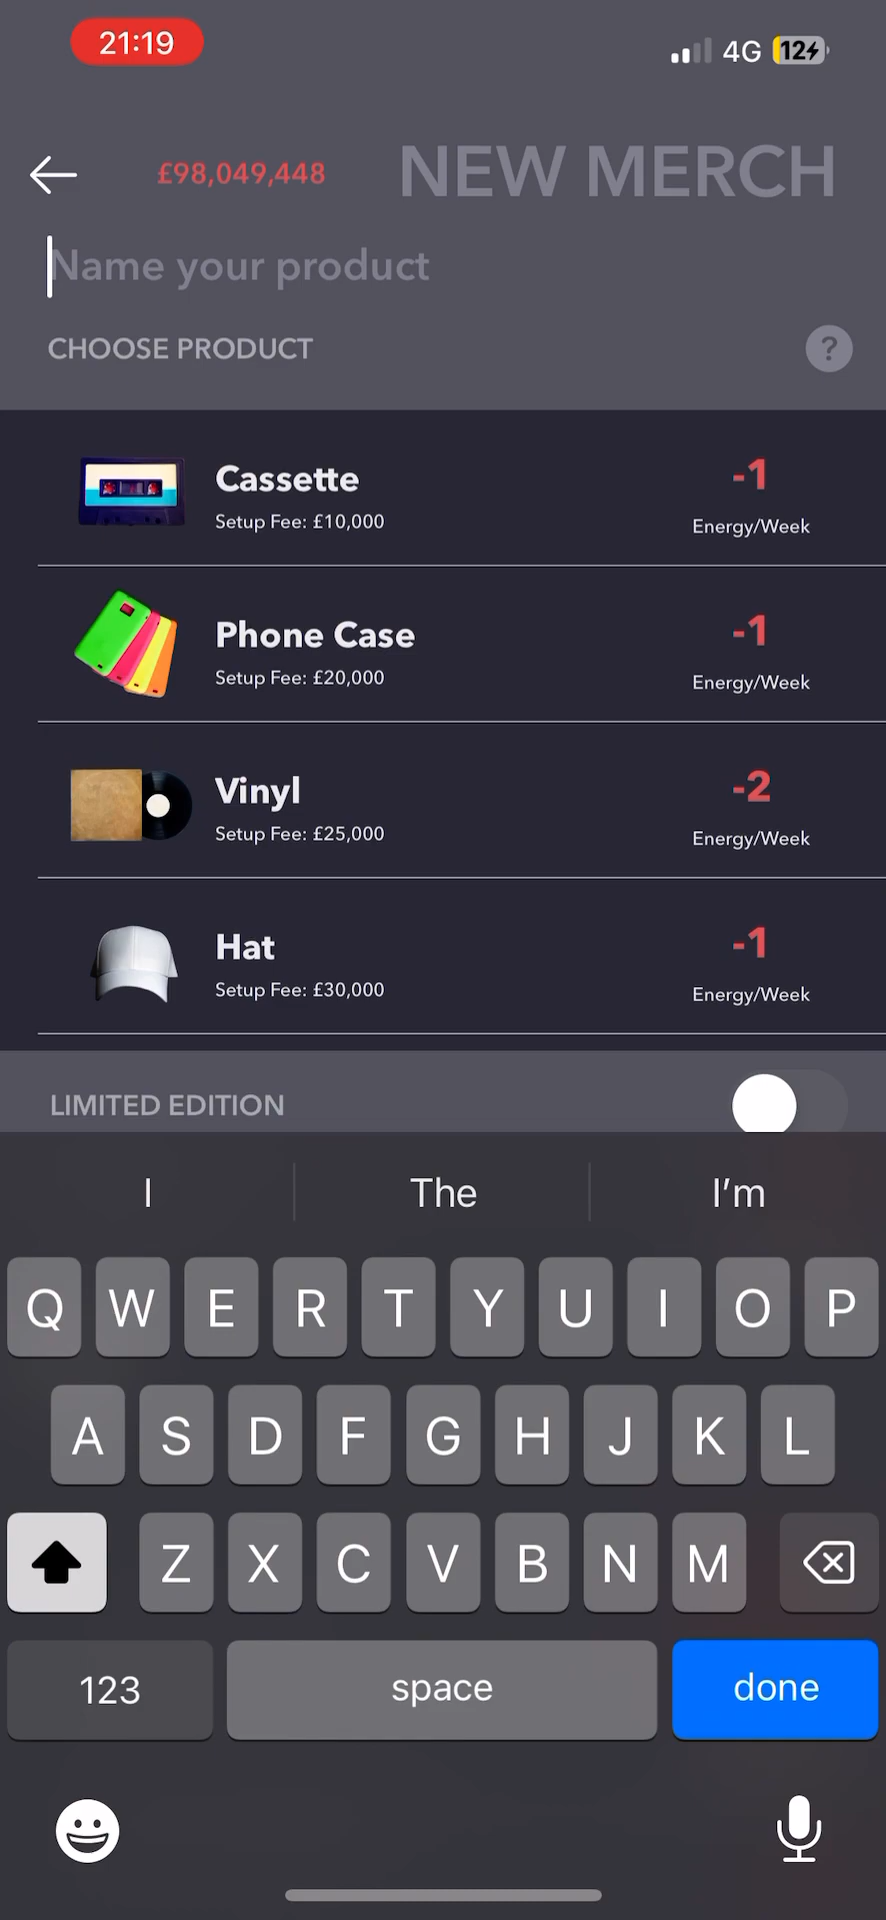 21:19
4G 12
£98,049,448 NEW MERCH
Name your product
CHOOSE PRODUCT ?
Cassette
Setup Fee: £10,000
-1
Energy/Week
Phone Case
Setup Fee: £20,000
-1
Energy/Week
Vinyl
Setup Fee: £25,000
-2
Energy/Week
Hat
Setup Fee: £30,000
-1
Energy/Week
LIMITED EDITION
I The I’m
Q W E R T Y U I O P
A S D F G H J K L
Z X C V B N M
123 space done